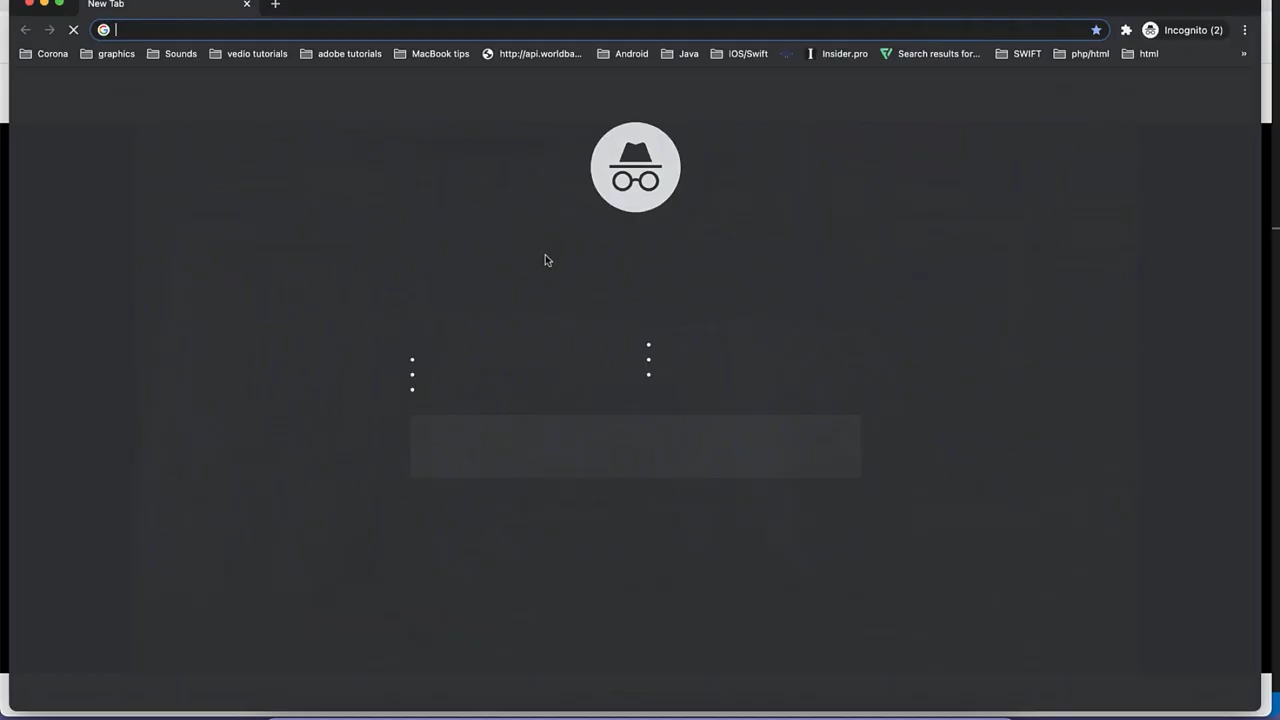 New Tab
Incognito (2)
Corona graphics Sounds vedio tutorials adobe tutorials MacBook tips http://api.worldba... Android Java IOS/Swift Insider.pro Search results for... SWIFT php/html html »